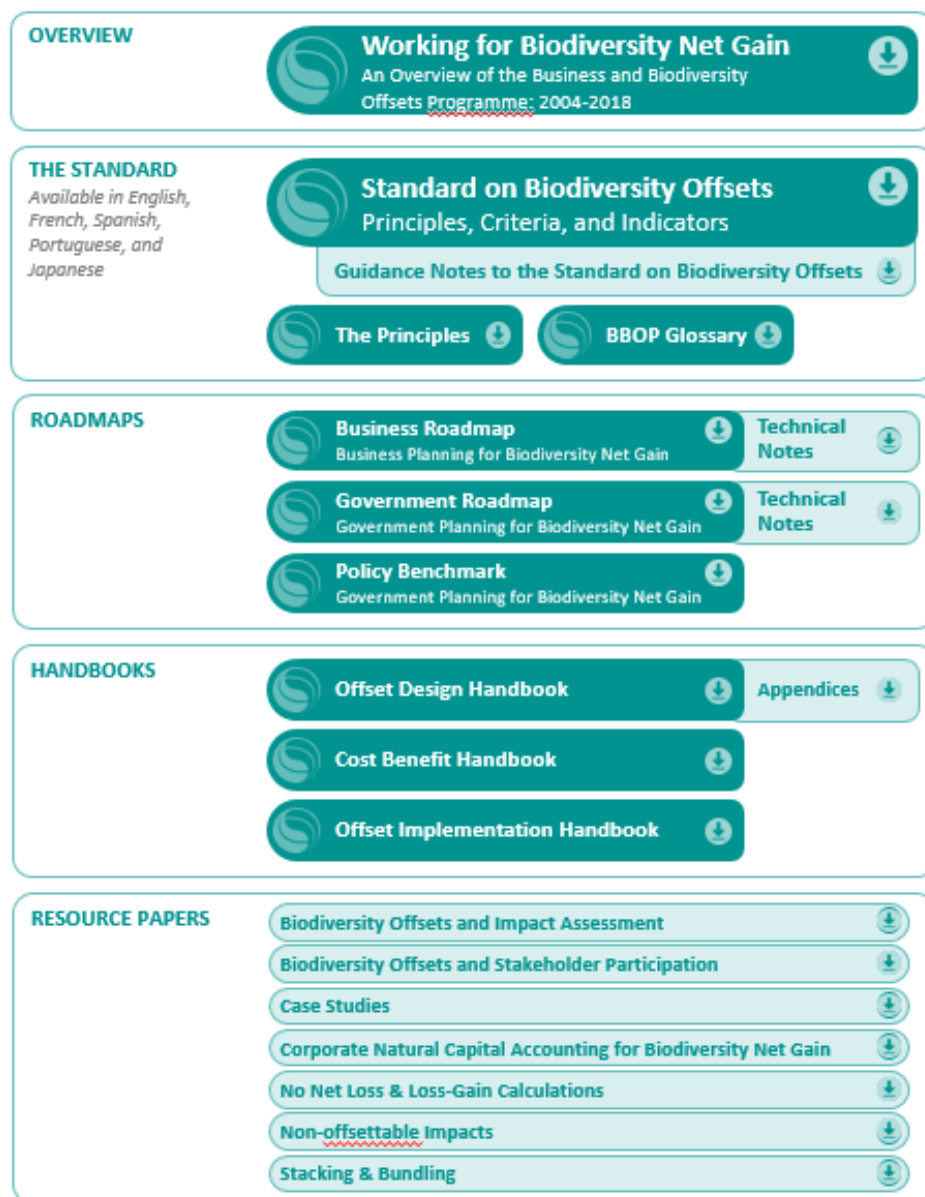 OVERVIEW
Working for Biodiversity Net Gain
An Overview of the Business and Biodiversity
Offsets Programme: 2004-2018
THE STANDARD
Available in English,
French, Spanish,
Portuguese, and
Japanese
Standard on Biodiversity Offsets
Principles, Criteria, and Indicators
Guidance Notes to the Standard on Biodiversity Offsets
The Principles
BBOP Glossary
ROADMAPS
Business Roadmap
Business Planning for Biodiversity Net Gain
Technical
Notes
Government Roadmap
Government Planning for Biodiversity Net Gain
Technical
Notes
Policy Benchmark
Government Planning for Biodiversity Net Gain
HANDBOOKS
Offset Design Handbook
Appendices
Cost Benefit Handbook
Offset Implementation Handbook
RESOURCE PAPERS
Biodiversity Offsets and Impact Assessment
Biodiversity Offsets and Stakeholder Participation
Case Studies
Corporate Natural Capital Accounting for Biodiversity Net Gain
No Net Loss & Loss-Gain Calculations
Non-offsettable Impacts
Stacking & Bundling